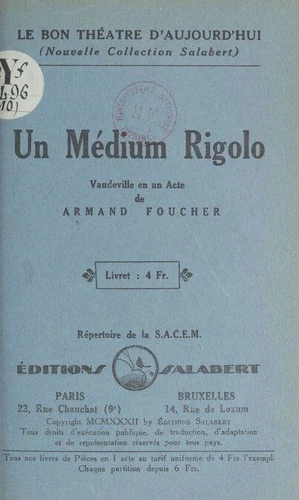 LE BON THÉATRE D'AUJOURD'HUI
(Nouvelle Collection Salabert)
Un Médium Rigolo
Vaudeville en un Acte
de
ARMAND FOUCHER
Livret : 4 Fr.
Répertoire de la S.A.C.E.M.
ÉDITIONS SALABERT
PARIS
22, Rue Chauchat (9e)
BRUXELLES
14, Rue de Loxum
Copyright MCMXXXII by ÉDITIONS SALABERT
Tous droits d'exécution publique, de traduction, d'adaptation
et de représentation réservés pour tous pays.
Tous nos livres de Pièces en 1 acte au tarif uniforme de 4 Frs l'exempl
Chaque partition depuis 6 Frs.